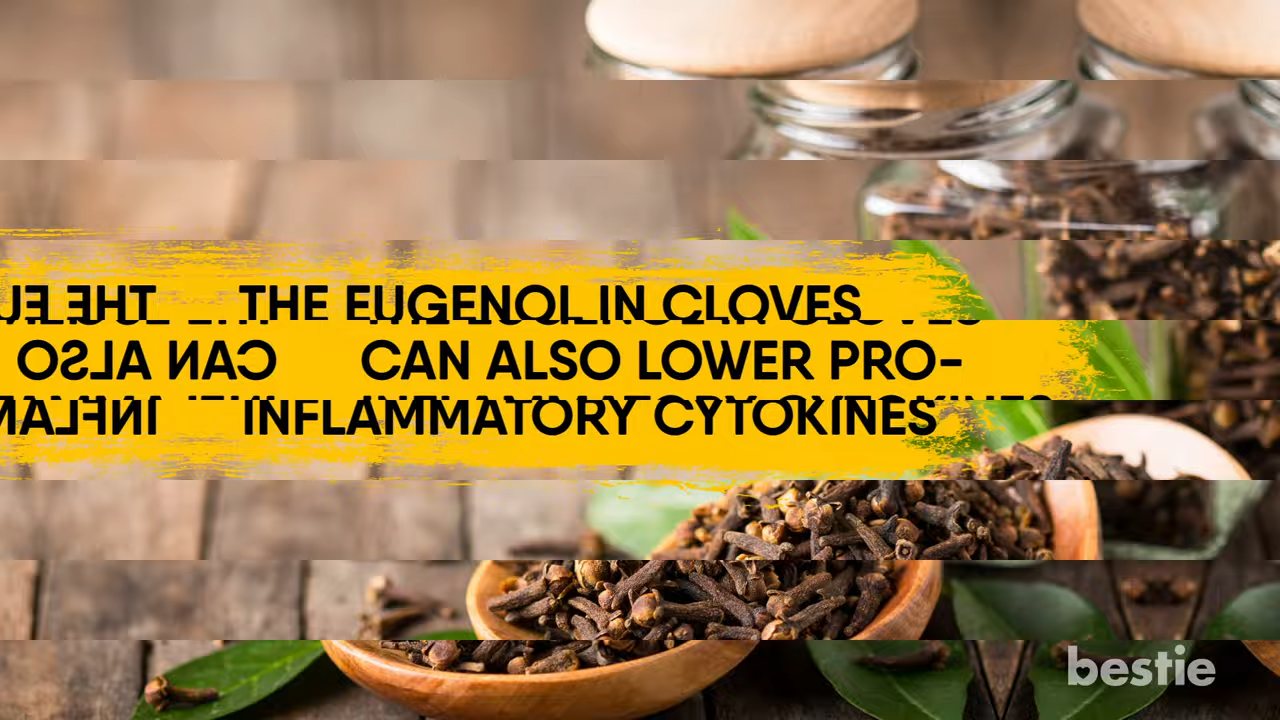 THE EUGENOL IN CLOVES
CAN ALSO LOWER PRO-
INFLAMMATORY CYTOKINES
bestie